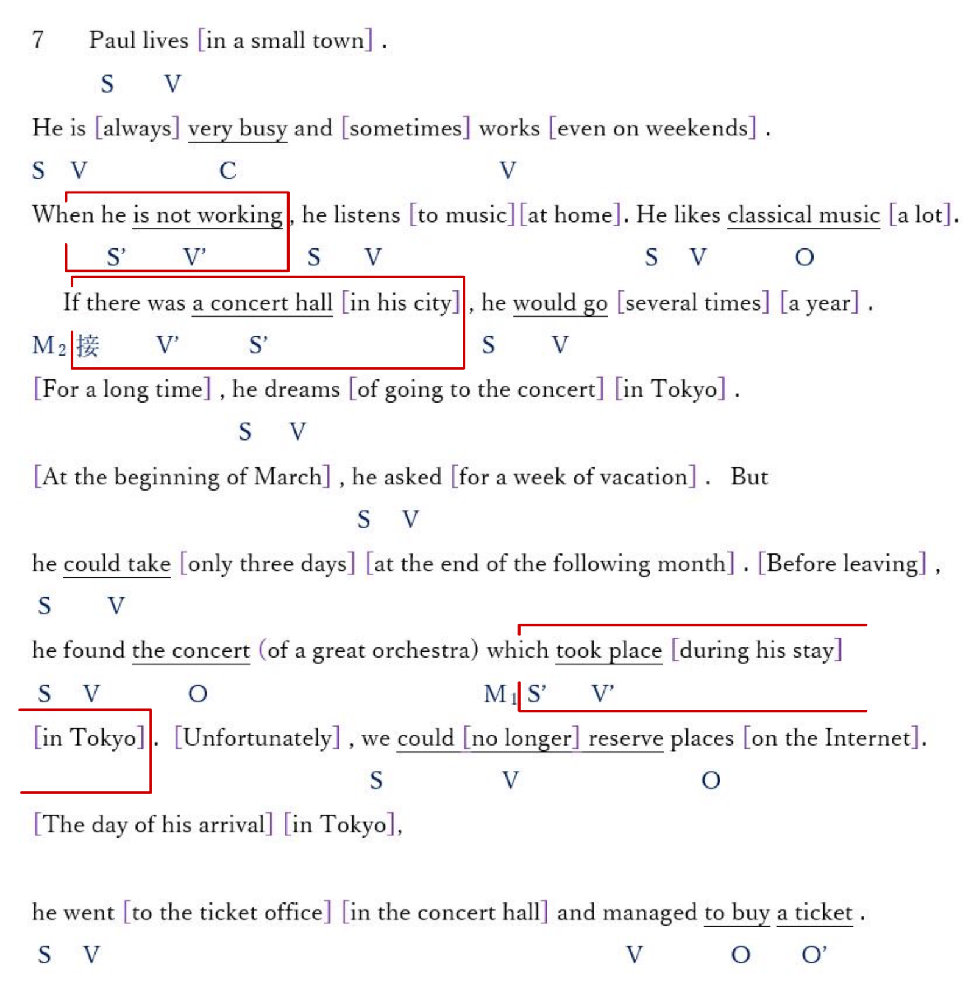 7 Paul lives [in a small town] .
S V
He is [always] very busy and [sometimes] works [even on weekends] .
S V C V
When he is not working , he listens [to music][at home]. He likes classical music [a lot].
S’ V’ S V S V O
If there was a concert hall [in his city] , he would go [several times] [a year] .
M₂ 接 V’ S’ S V
[For a long time] , he dreams [of going to the concert] [in Tokyo] .
S V
[At the beginning of March] , he asked [for a week of vacation] . But
S V
he could take [only three days] [at the end of the following month] . [Before leaving] ,
S V
he found the concert (of a great orchestra) which took place [during his stay]
S V O M₁ S’ V’
[in Tokyo] . [Unfortunately] , we could [no longer] reserve places [on the Internet].
S V O
[The day of his arrival] [in Tokyo],
he went [to the ticket office] [in the concert hall] and managed to buy a ticket .
S V V O O’